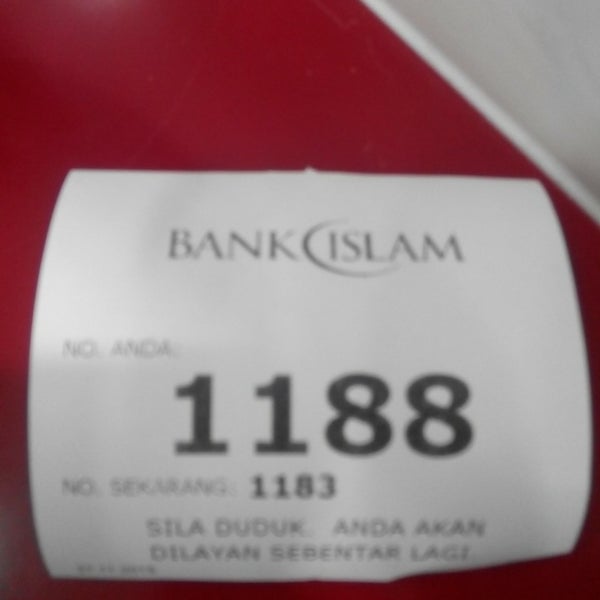 BANK ISLAM
NO. ANDA:
1188
NO. SEKARANG: 1183
SILA DUDUK. ANDA AKAN
DILAYAN SEBENTAR LAGI